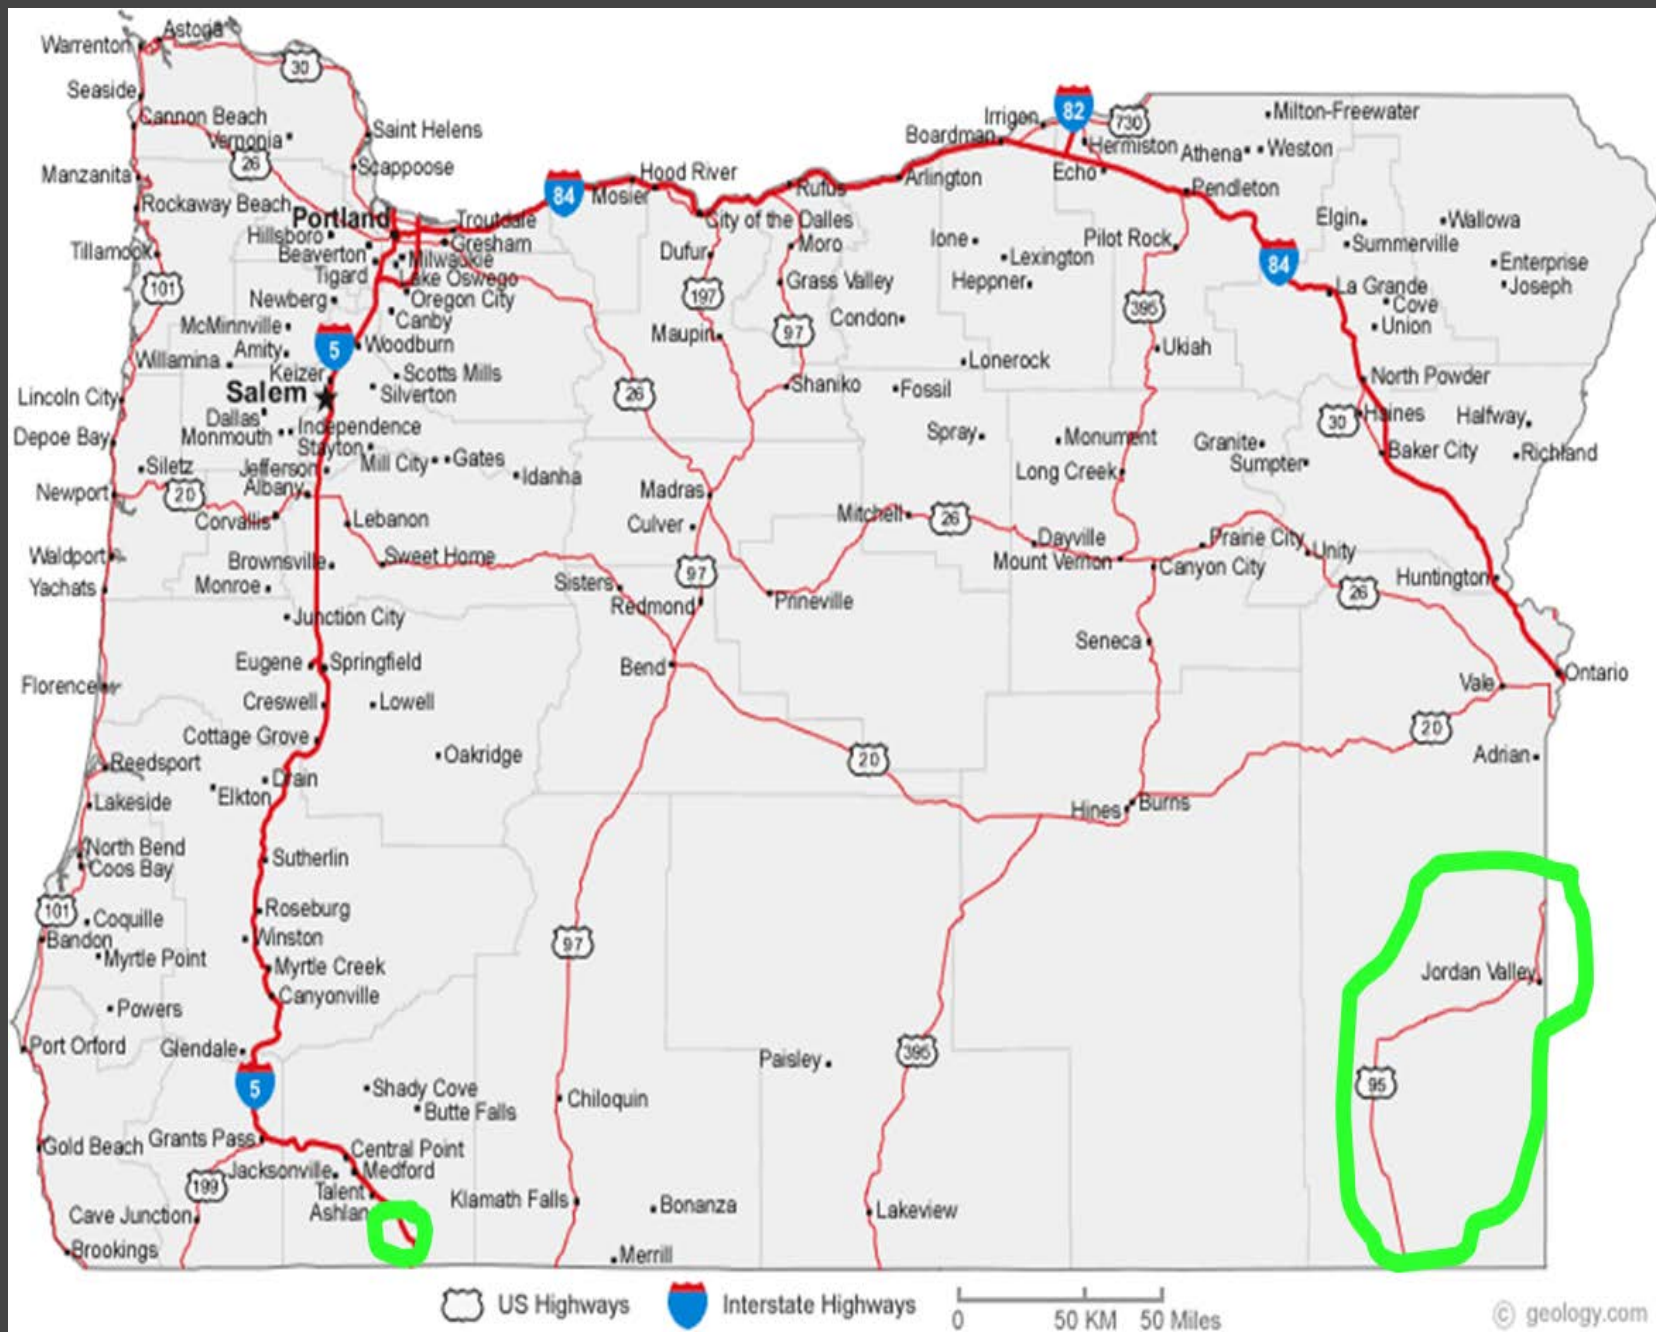 Astoria
Warrenton
30
Seaside
Cannon Beach
Vernonia
Saint Helens
26
Scappoose
Manzanita
Rockaway Beach
Portland
Hillsboro
Beaverton
Tigard
Tillamook
101
Troutdale
Gresham
Milwaukie
Lake Oswego
Newberg
Oregon City
Canby
McMinnville
Amity
Willamina
5
Woodburn
Keizer
Scotts Mills
Salem
Silverton
Lincoln City
Dallas
Independence
Monmouth
Depoe Bay
Stayton
Mill City
Gates
Siletz
Jefferson
Idanha
Albany
Newport
20
Corvallis
Lebanon
Waldport
Brownsville
Sweet Home
Yachats
Monroe
Junction City
Eugene
Springfield
Florence
Creswell
Lowell
Cottage Grove
Oakridge
Reedsport
Drain
Elkton
Lakeside
North Bend
Coos Bay
Sutherlin
101
Coquille
Roseburg
Bandon
Winston
Myrtle Point
Myrtle Creek
Canyonville
Powers
Port Orford
Glendale
5
Shady Cove
Butte Falls
Gold Beach
Grants Pass
Central Point
Jacksonville
Medford
199
Talent
Ashlan
Cave Junction
Brookings
84
Mosier
Hood River
Rufus
Arlington
City of the Dalles
Dufur
Moro
197
Grass Valley
97
Maupin
Condon
Shaniko
Fossil
26
Madras
Culver
Mitchell
26
97
Sisters
Redmond
Prineville
Bend
20
97
Chiloquin
Klamath Falls
Bonanza
Merrill
Paisley
395
Lakeview
Irrigon
82
730
Boardman
Hermiston
Echo
Milton-Freewater
Athena
Weston
Pendleton
Ione
Lexington
Heppner
Pilot Rock
Elgin
Wallowa
Summerville
84
Enterprise
Joseph
La Grande
Cove
Union
395
Ukiah
Lonerock
North Powder
30
Haines
Halfway
Spray
Monument
Granite
Baker City
Richland
Long Creek
Sumpter
Dayville
Prairie City
Unity
Mount Vernon
Canyon City
Huntington
26
Seneca
Ontario
Vale
20
Adrian
Hines
Burns
Jordan Valley
95
US Highways
Interstate Highways
0
50 KM
50 Miles
© geology.com